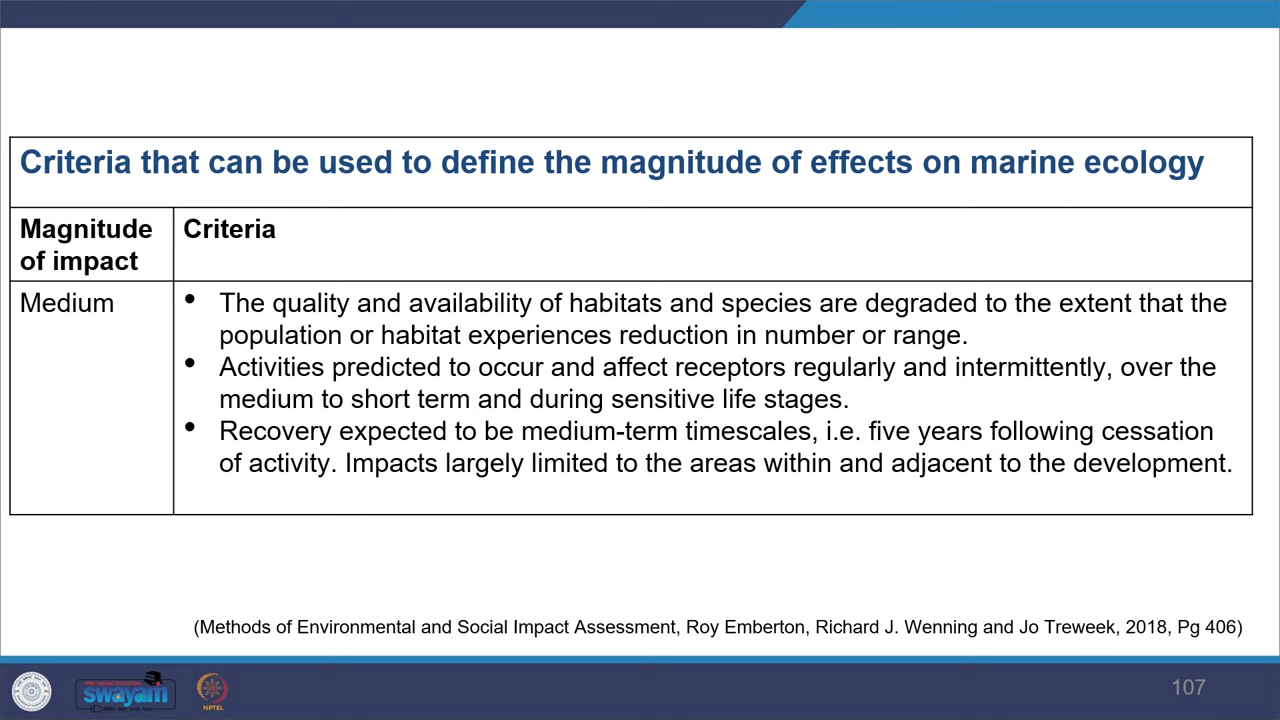 Criteria that can be used to define the magnitude of effects on marine ecology
Magnitude of impact
Criteria
Medium
• The quality and availability of habitats and species are degraded to the extent that the
population or habitat experiences reduction in number or range.
• Activities predicted to occur and affect receptors regularly and intermittently, over the
medium to short term and during sensitive life stages.
• Recovery expected to be medium-term timescales, i.e. five years following cessation
of activity. Impacts largely limited to the areas within and adjacent to the development.
(Methods of Environmental and Social Impact Assessment, Roy Emberton, Richard J. Wenning and Jo Treweek, 2018, Pg 406)
swayam
NPTEL
107